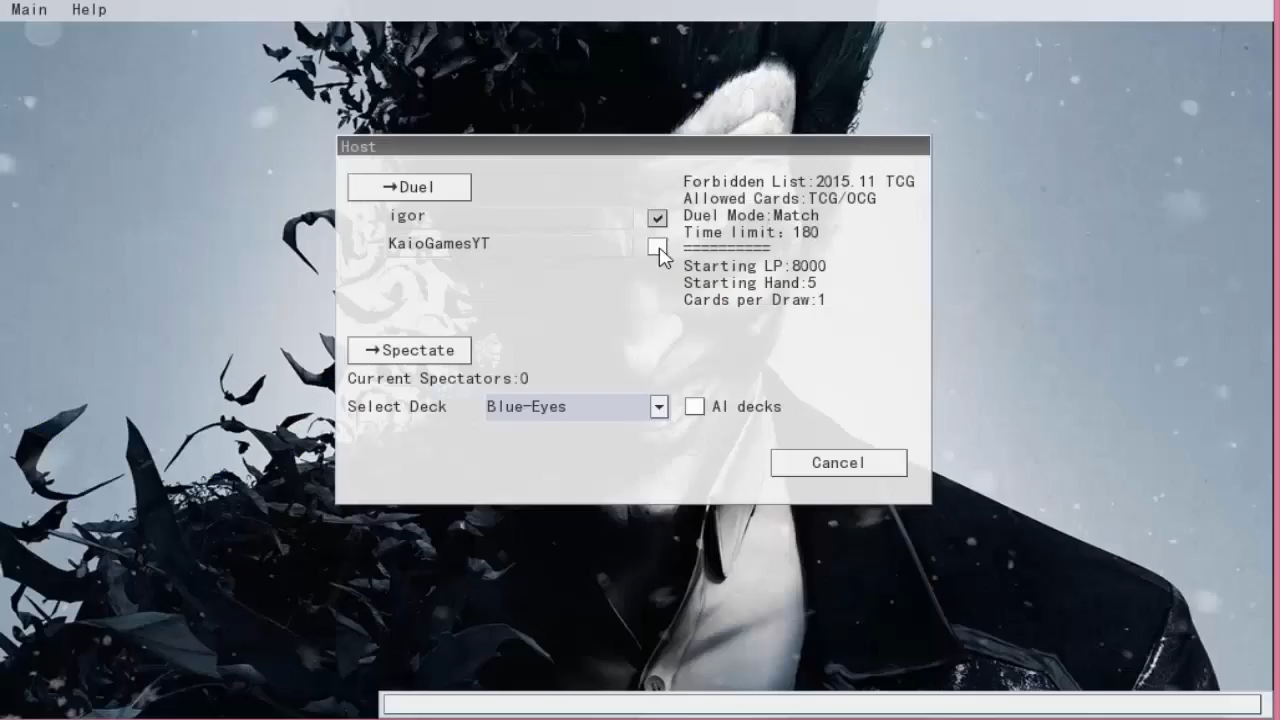 Main Help
Host
→Duel
igor
KaioGamesYT
Forbidden List:2015.11 TCG
Allowed Cards:TCG/OCG
Duel Mode:Match
Time limit: 180
==========
Starting LP:8000
Starting Hand:5
Cards per Draw:1
→Spectate
Current Spectators:0
Select Deck Blue-Eyes AI decks
Cancel